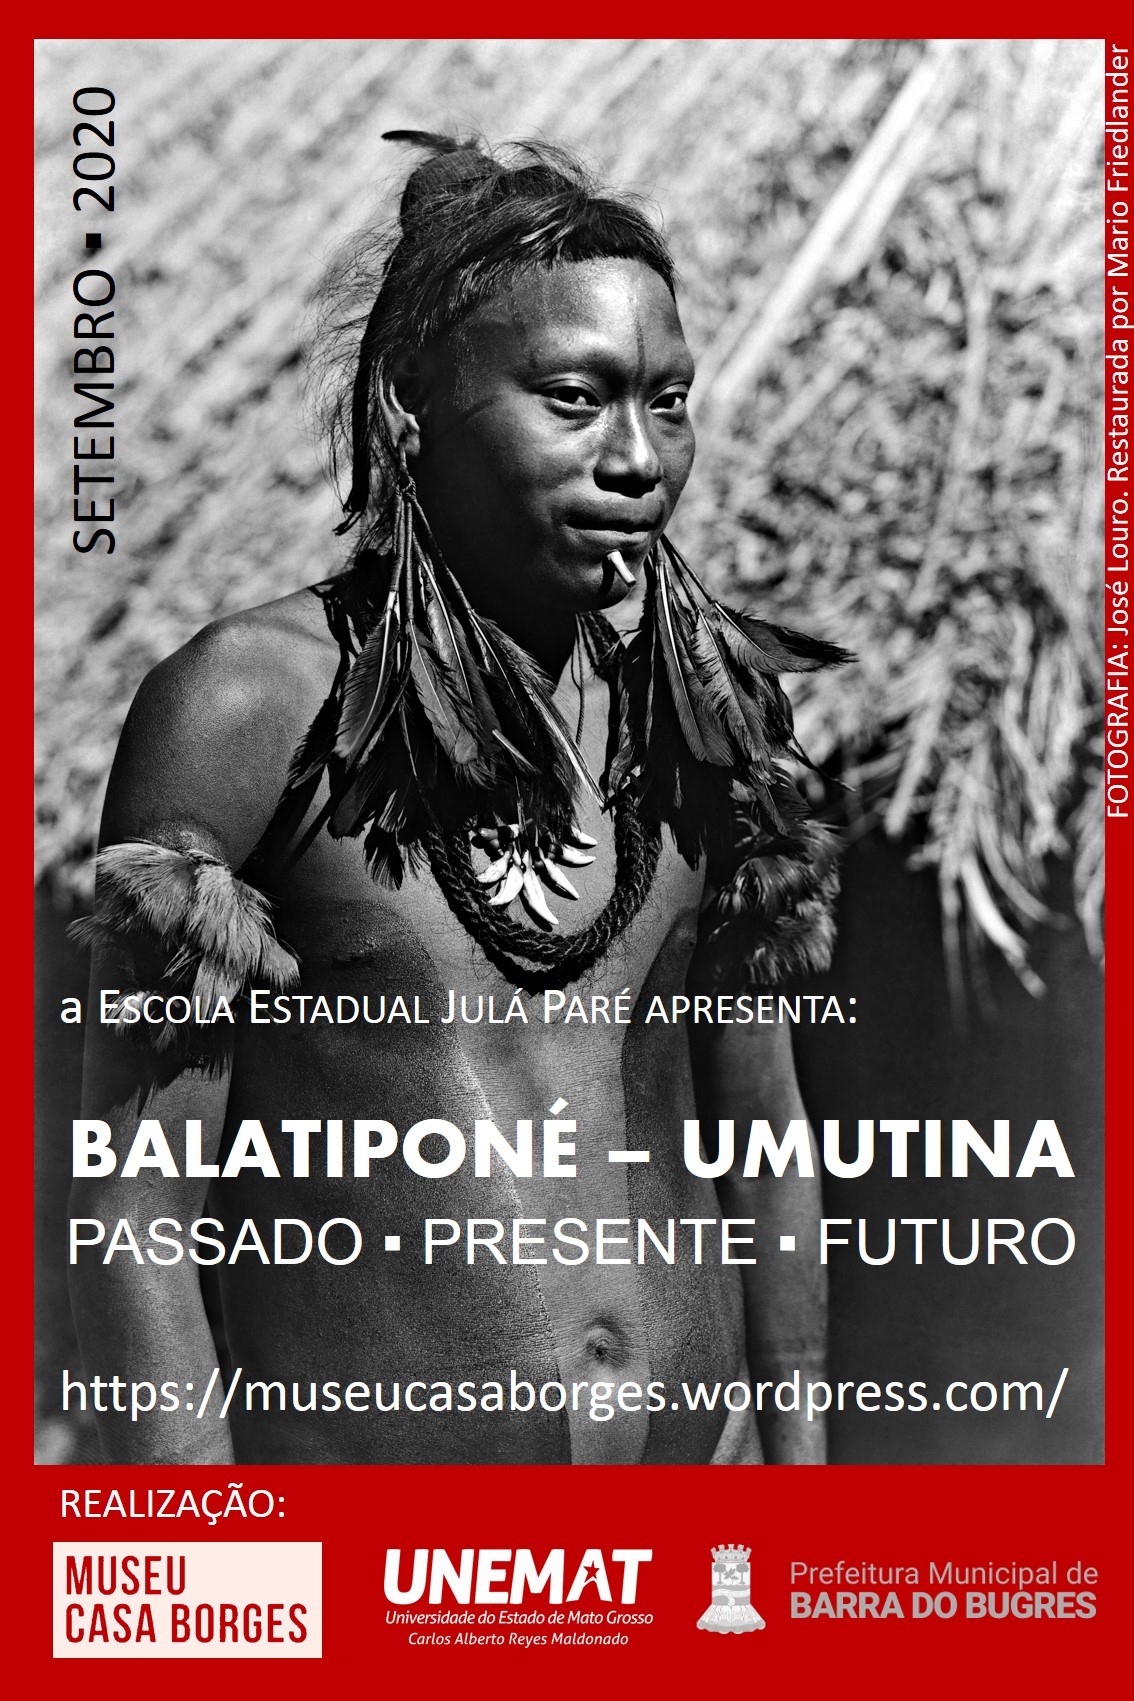 SETEMBRO ▪ 2020
FOTOGRAFIA: José Louro. Restaurada por Mario Friedlander
a ESCOLA ESTADUAL JULÁ PARÉ APRESENTA:
BALATIPONÉ – UMUTINA
PASSADO ▪ PRESENTE ▪ FUTURO
https://museucasaborges.wordpress.com/
REALIZAÇÃO:
MUSEU
CASA BORGES
UNEMAT
Universidade do Estado de Mato Grosso
Carlos Alberto Reyes Maldonado
Prefeitura Municipal de
BARRA DO BUGRES